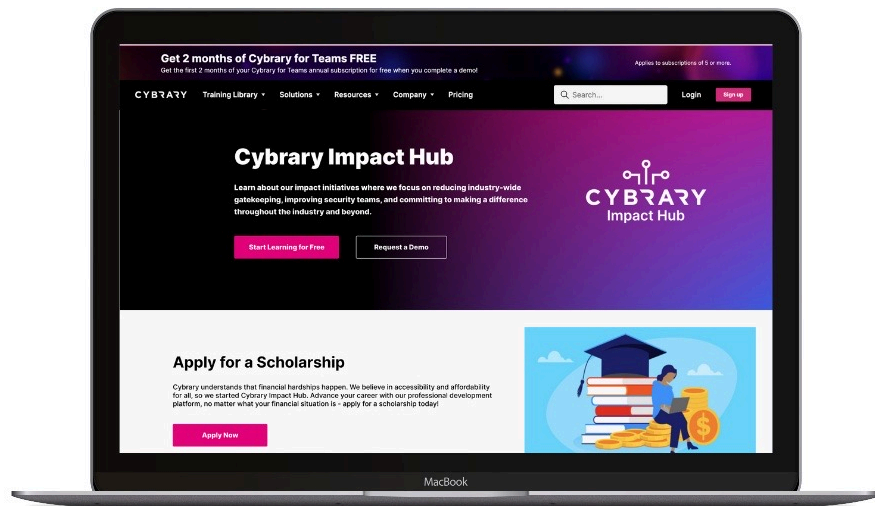 Get 2 months of Cybrary for Teams FREE
Get the first 2 months of your Cybrary for Teams annual subscription for free when you complete a demo!
Applies to subscriptions of 5 or more.
CYBRARY Training Library Solutions Resources Company Pricing Search... Login Sign up
Cybrary Impact Hub
Learn about our impact initiatives where we focus on reducing industry-wide
gatekeeping, improving security teams, and committing to making a difference
throughout the industry and beyond.
Start Learning for Free Request a Demo
CYBRARY
Impact Hub
Apply for a Scholarship
Cybrary understands that financial hardships happen. We believe in accessibility and affordability
for all, so we started Cybrary Impact Hub. Advance your career with our professional development
platform, no matter what your financial situation is - apply for a scholarship today!
Apply Now
$
MacBook